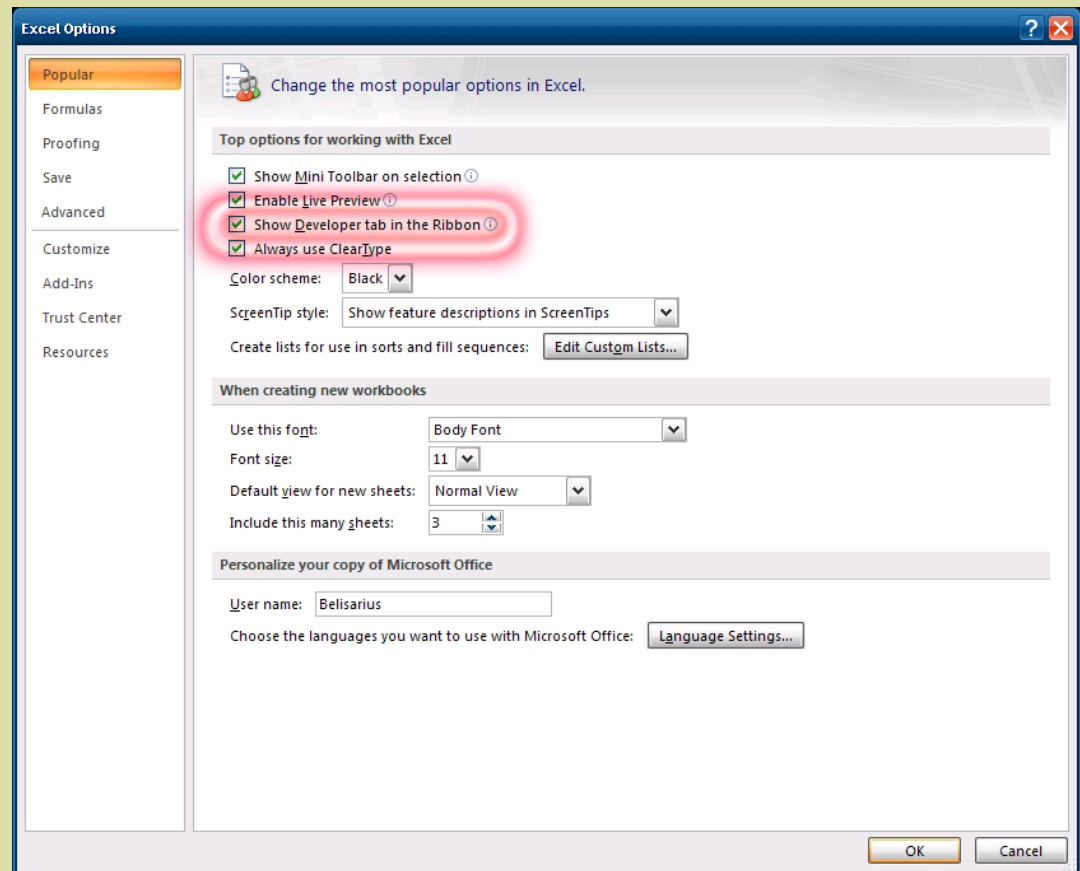 Excel Options
Popular
Formulas
Proofing
Save
Advanced
Customize
Add-Ins
Trust Center
Resources
Change the most popular options in Excel.
Top options for working with Excel
Show Mini Toolbar on selection
Enable Live Preview
Show Developer tab in the Ribbon
Always use ClearType
Color scheme: Black
ScreenTip style: Show feature descriptions in ScreenTips
Create lists for use in sorts and fill sequences: Edit Custom Lists...
When creating new workbooks
Use this font: Body Font
Font size: 11
Default view for new sheets: Normal View
Include this many sheets: 3
Personalize your copy of Microsoft Office
User name: Belisarius
Choose the languages you want to use with Microsoft Office: Language Settings...
OK Cancel